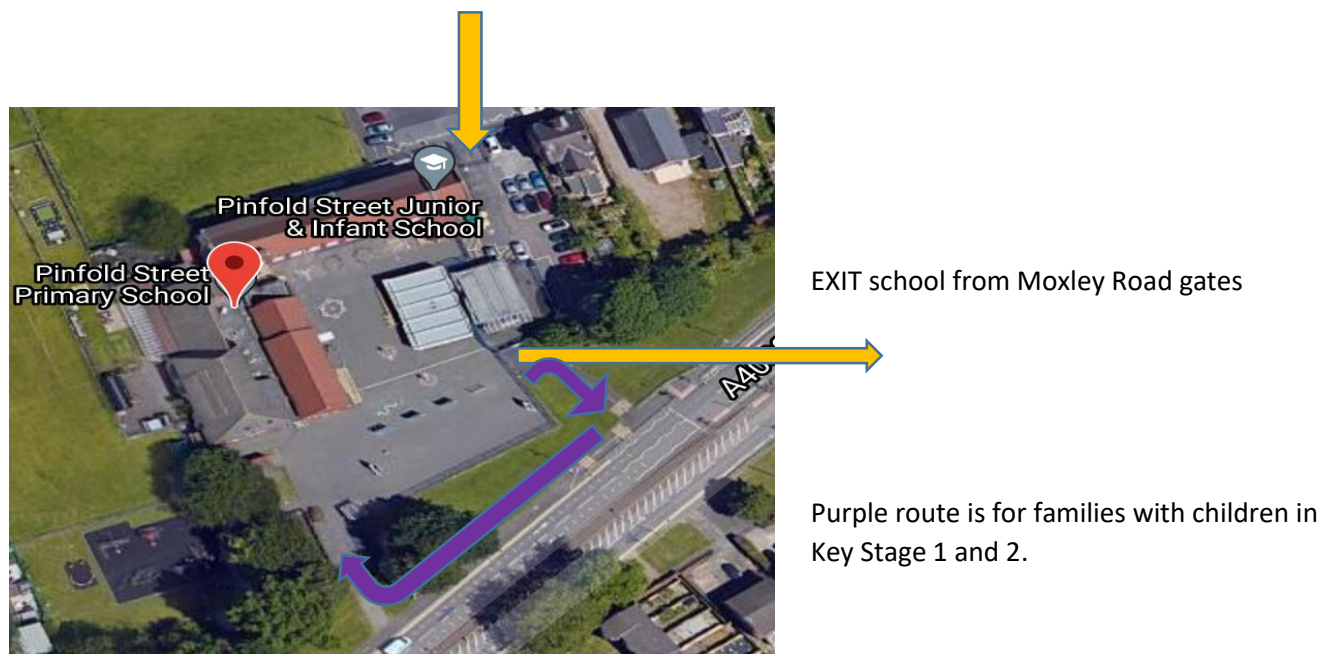 Pinfold Street Junior
& Infant School
Pinfold Street
Primary School
EXIT school from Moxley Road gates
Purple route is for families with children in
Key Stage 1 and 2.